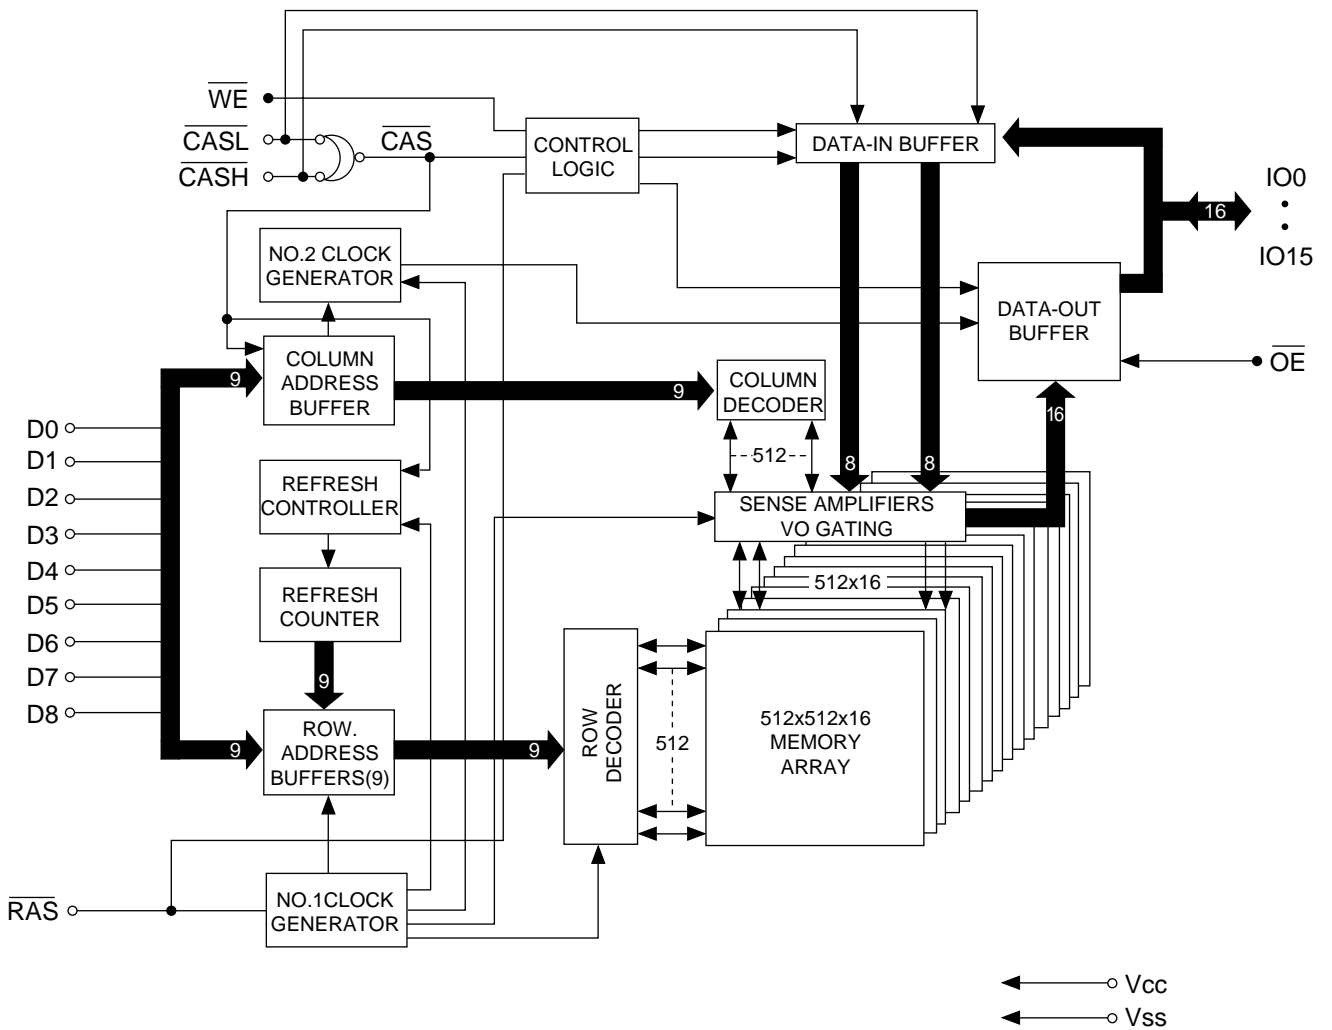 WE
CASL
CASH
CAS
CONTROL
LOGIC
DATA-IN BUFFER
IO0
16
IO15
NO.2 CLOCK
GENERATOR
DATA-OUT
BUFFER
OE
COLUMN
ADDRESS
BUFFER
9
9
COLUMN
DECODER
16
D0
D1
D2
D3
D4
D5
D6
D7
D8
512
8
8
REFRESH
CONTROLLER
SENSE AMPLIFIERS
VO GATING
512x16
REFRESH
COUNTER
9
ROW.
ADDRESS
BUFFERS(9)
9
9
ROW
DECODER
512
512x512x16
MEMORY
ARRAY
RAS
NO.1CLOCK
GENERATOR
Vcc
Vss